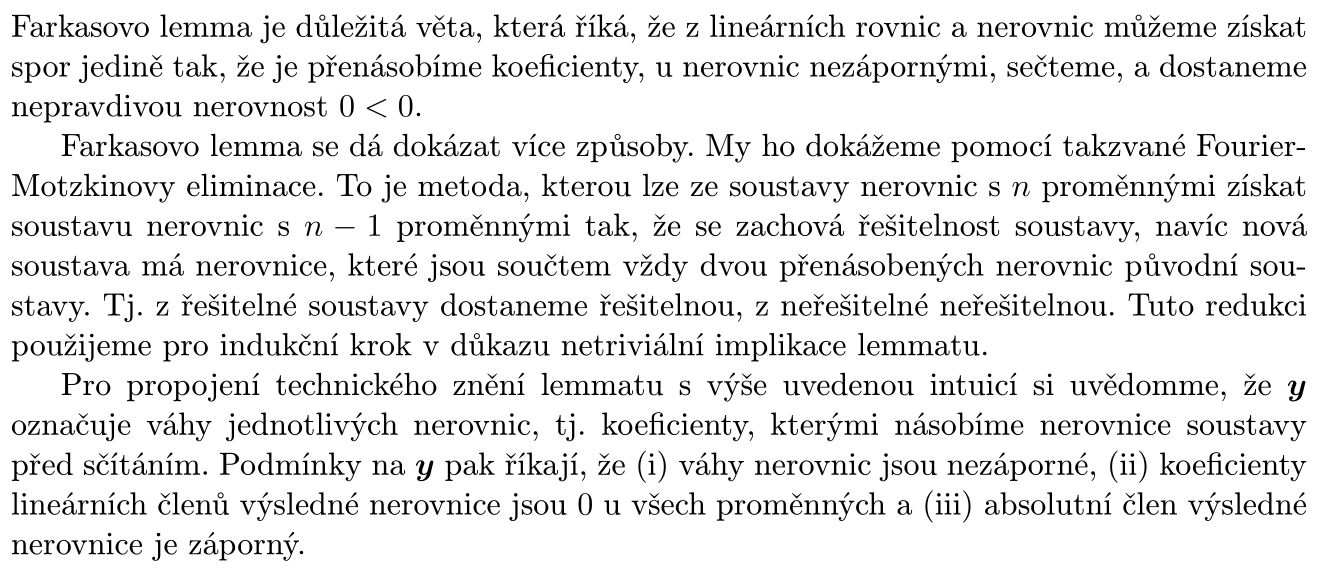 Farkasovo lemma je důležitá věta, která říká, že z lineárních rovnic a nerovnic můžeme získat
spor jedině tak, že je přenásobíme koeficienty, u nerovnic nezápornými, sečteme, a dostaneme
nepravdivou nerovnost 0 < 0.
Farkasovo lemma se dá dokázat více způsoby. My ho dokážeme pomocí takzvané Fourier-
Motzkinovy eliminace. To je metoda, kterou lze ze soustavy nerovnic s n proměnnými získat
soustavu nerovnic s n − 1 proměnnými tak, že se zachová řešitelnost soustavy, navíc nová
soustava má nerovnice, které jsou součtem vždy dvou přenásobených nerovnic původní sou-
stavy. Tj. z řešitelné soustavy dostaneme řešitelnou, z neřešitelné neřešitelnou. Tuto redukci
použijeme pro indukční krok v důkazu netriviální implikace lemmatu.
Pro propojení technického znění lemmatu s výše uvedenou intuicí si uvědomme, že y
označuje váhy jednotlivých nerovnic, tj. koeficienty, kterými násobíme nerovnice soustavy
před sčítáním. Podmínky na y pak říkají, že (i) váhy nerovnic jsou nezáporné, (ii) koeficienty
lineárních členů výsledné nerovnice jsou 0 u všech proměnných a (iii) absolutní člen výsledné
nerovnice je záporný.